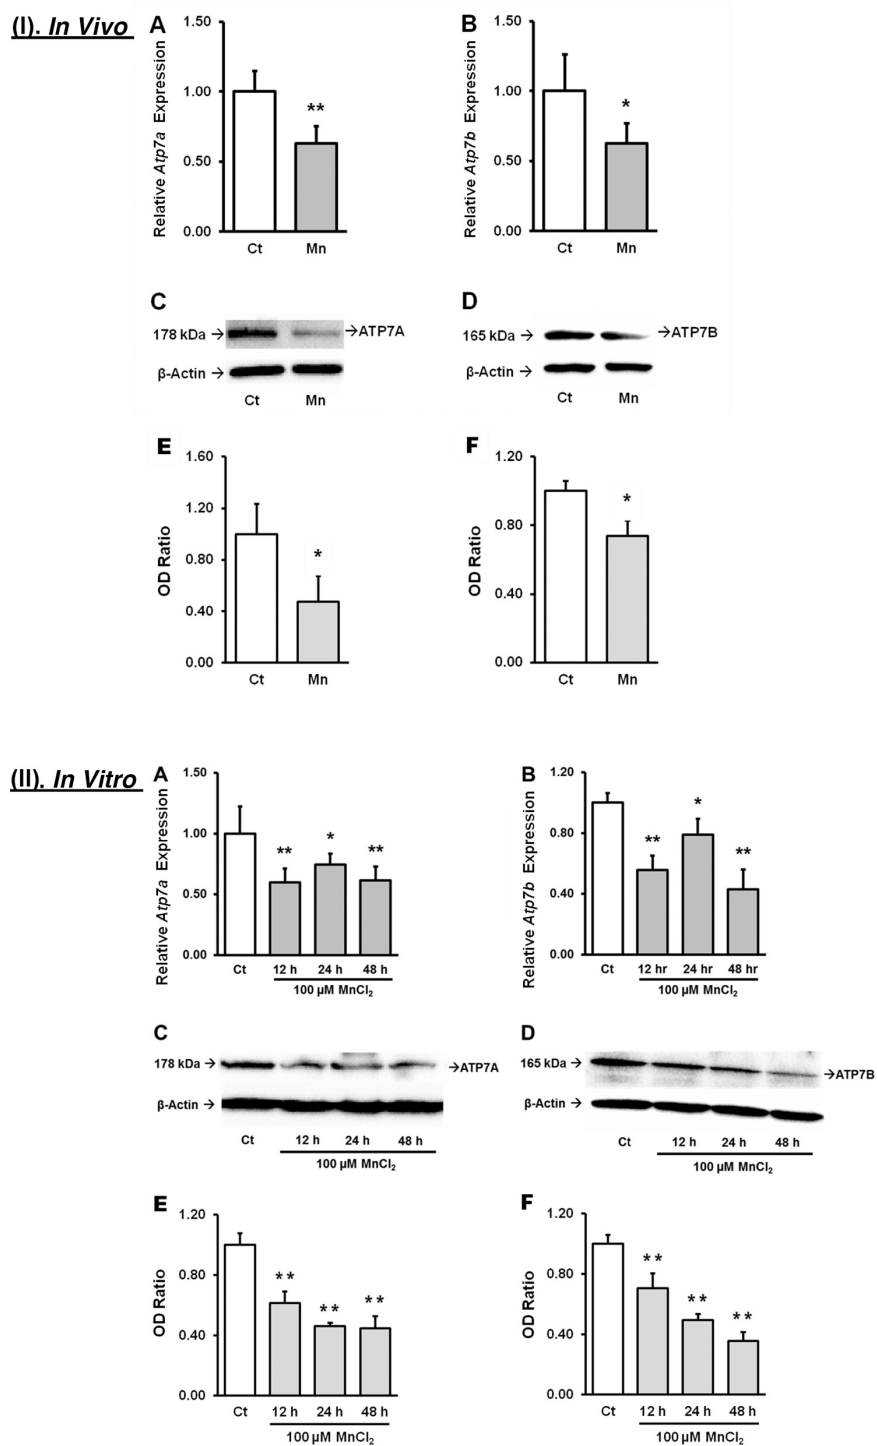 (I). In Vivo
A
Relative Atp7a Expression
1.50
1.00
0.50
0.00
**
Ct Mn
B
Relative Atp7b Expression
1.50
1.00
0.50
0.00
*
Ct Mn
C
178 kDa → →ATP7A
β-Actin →
Ct Mn
D
165 kDa → →ATP7B
β-Actin →
Ct Mn
E
OD Ratio
1.60
1.20
0.80
0.40
0.00
*
Ct Mn
F
OD Ratio
1.20
0.80
0.40
0.00
*
Ct Mn
(II). In Vitro
A
Relative Atp7a Expression
1.50
1.00
0.50
0.00
** * **
Ct 12 h 24 h 48 h
100 µM MnCl₂
B
Relative Atp7b Expression
1.20
0.80
0.40
0.00
** * **
Ct 12 hr 24 hr 48 hr
100 µM MnCl₂
C
178 kDa → →ATP7A
β-Actin →
Ct 12 h 24 h 48 h
100 µM MnCl₂
D
165 kDa → →ATP7B
β-Actin →
Ct 12 h 24 h 48 h
100 µM MnCl₂
E
OD Ratio
1.20
0.80
0.40
0.00
** ** **
Ct 12 h 24 h 48 h
100 µM MnCl₂
F
OD Ratio
1.20
0.80
0.40
0.00
** ** **
Ct 12 h 24 h 48 h
100 µM MnCl₂